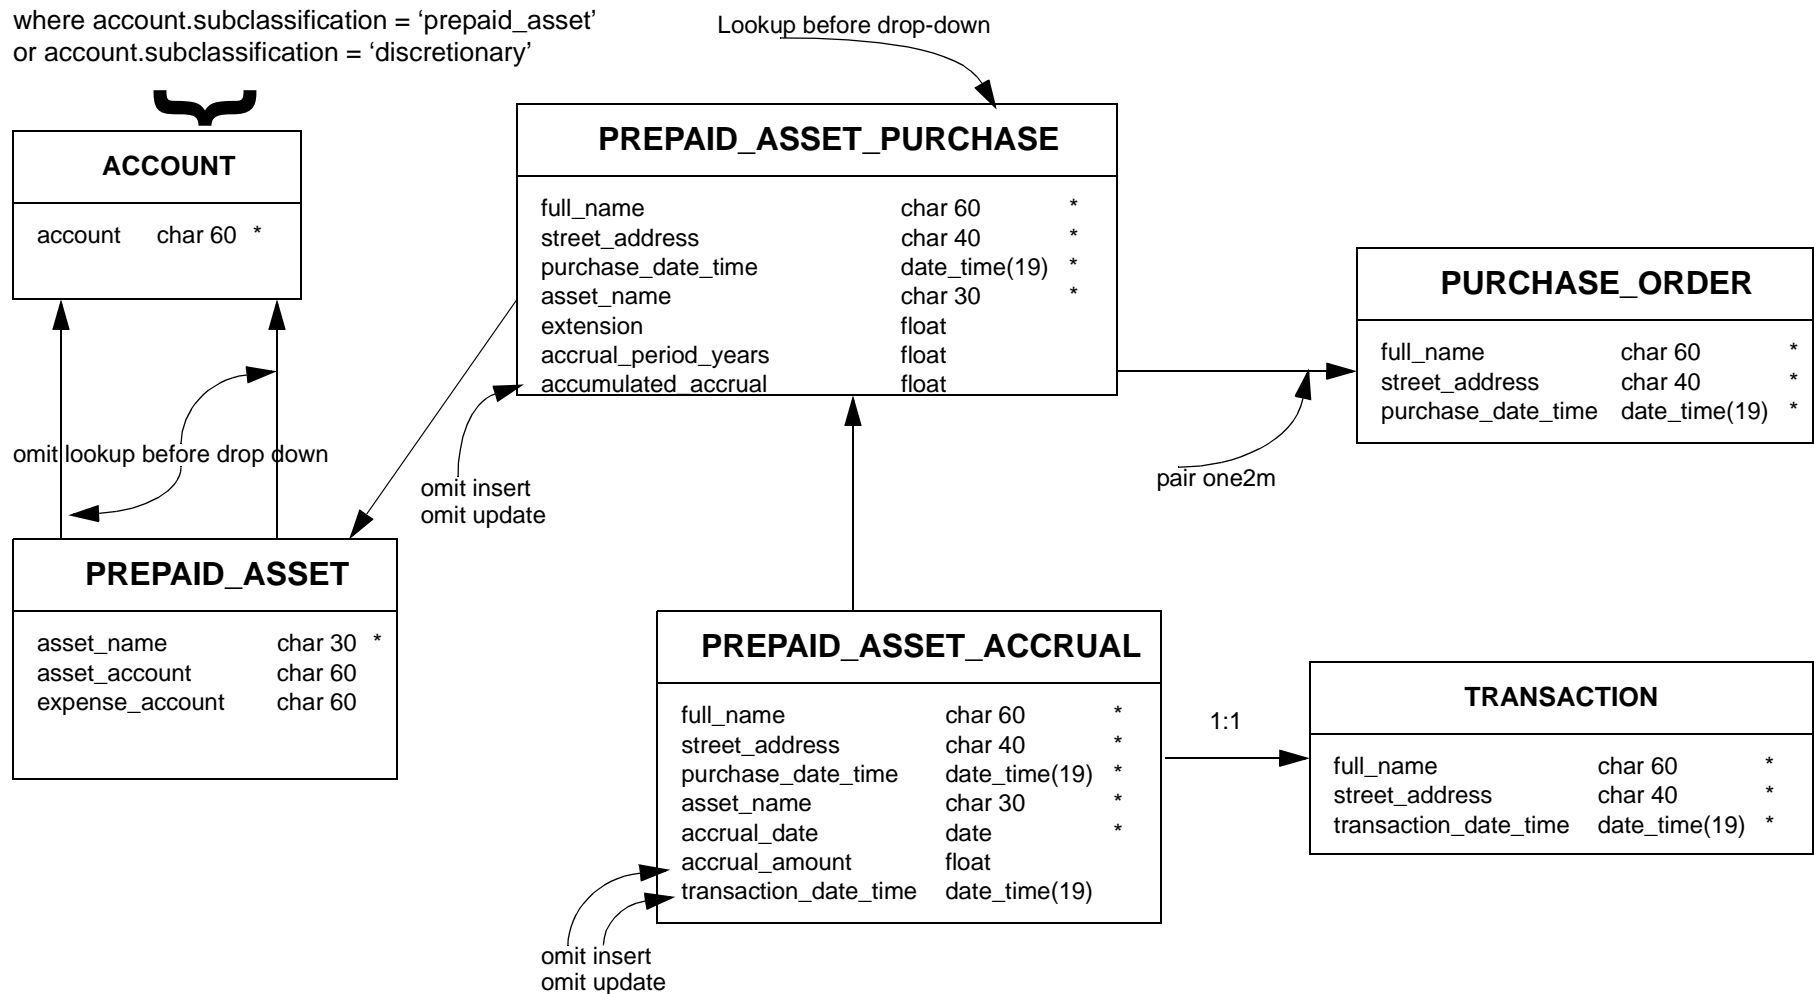 where account.subclassification = ‘prepaid_asset’
or account.subclassification = ‘discretionary’
Lookup before drop-down
ACCOUNT
account char 60 *
PREPAID_ASSET_PURCHASE
full_name char 60 *
street_address char 40 *
purchase_date_time date_time(19) *
asset_name char 30 *
extension float
accrual_period_years float
accumulated_accrual float
PURCHASE_ORDER
full_name char 60 *
street_address char 40 *
purchase_date_time date_time(19) *
omit lookup before drop down
omit insert
omit update
pair one2m
PREPAID_ASSET
asset_name char 30 *
asset_account char 60
expense_account char 60
PREPAID_ASSET_ACCRUAL
full_name char 60 *
street_address char 40 *
purchase_date_time date_time(19) *
asset_name char 30 *
accrual_date date *
accrual_amount float
transaction_date_time date_time(19)
1:1
TRANSACTION
full_name char 60 *
street_address char 40 *
transaction_date_time date_time(19) *
omit insert
omit update